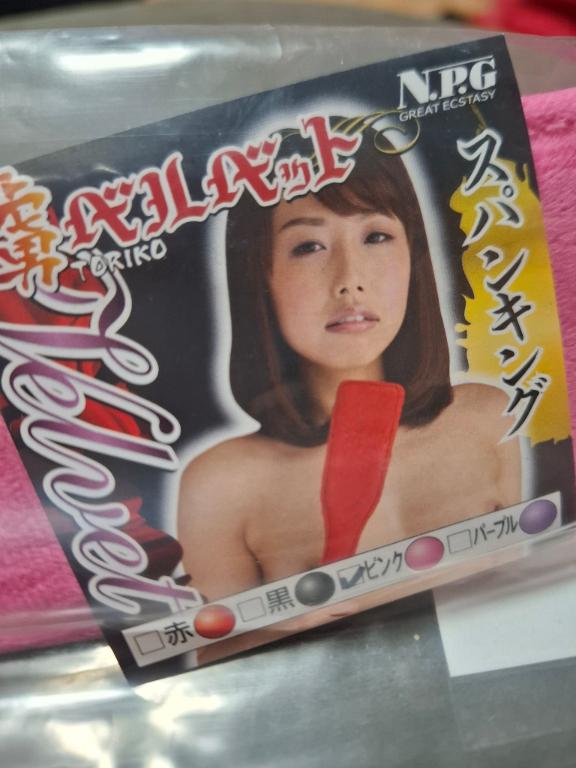 N.P.G
GREAT ECSTASY
虜 ベルベット
TORIKO
スパンキング
Velvet
赤 黒 ピンク パープル